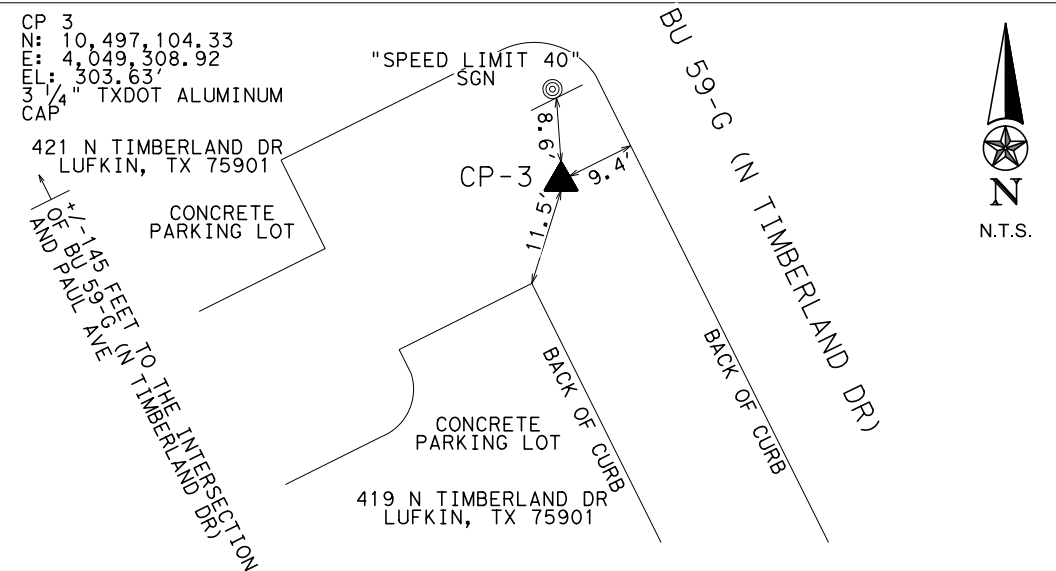 CP 3
N: 10,497,104.33
E: 4,049,308.92
EL: 303.63'
3 1/4" TXDOT ALUMINUM
CAP
421 N TIMBERLAND DR
LUFKIN, TX 75901
CONCRETE
PARKING LOT
"SPEED LIMIT 40"
SGN
8.6'
CP-3
9.4'
11.5'
BU 59-G (N TIMBERLAND DR)
N
N.T.S.
+/-145 FEET TO THE INTERSECTION
OF BU 59-G (N TIMBERLAND DR)
AND PAUL AVE
BACK OF CURB
BACK OF CURB
CONCRETE
PARKING LOT
419 N TIMBERLAND DR
LUFKIN, TX 75901